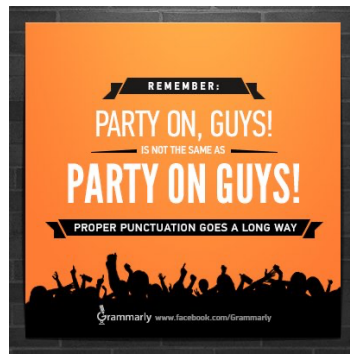 REMEMBER:
PARTY ON, GUYS!
IS NOT THE SAME AS
PARTY ON GUYS!
PROPER PUNCTUATION GOES A LONG WAY
Grammarly www.facebook.com/Grammarly